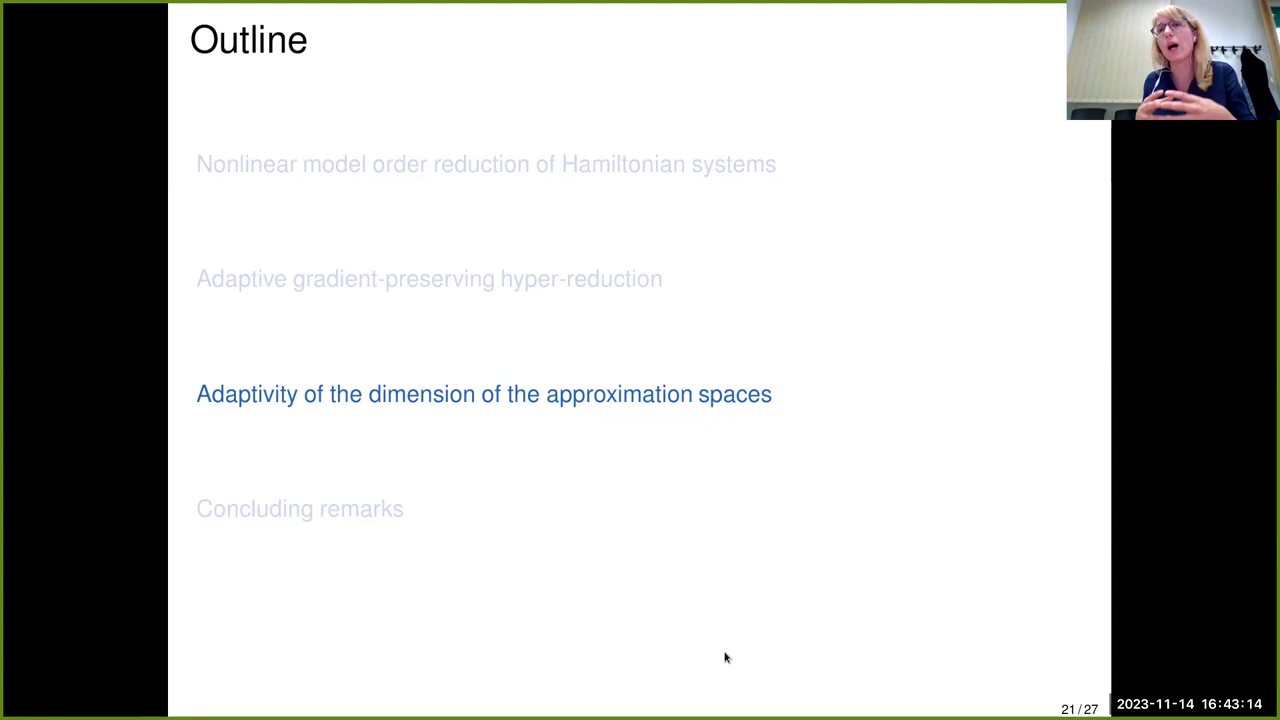 Outline
Nonlinear model order reduction of Hamiltonian systems
Adaptive gradient-preserving hyper-reduction
Adaptivity of the dimension of the approximation spaces
Concluding remarks
21 / 27
2023-11-14 16:43:14